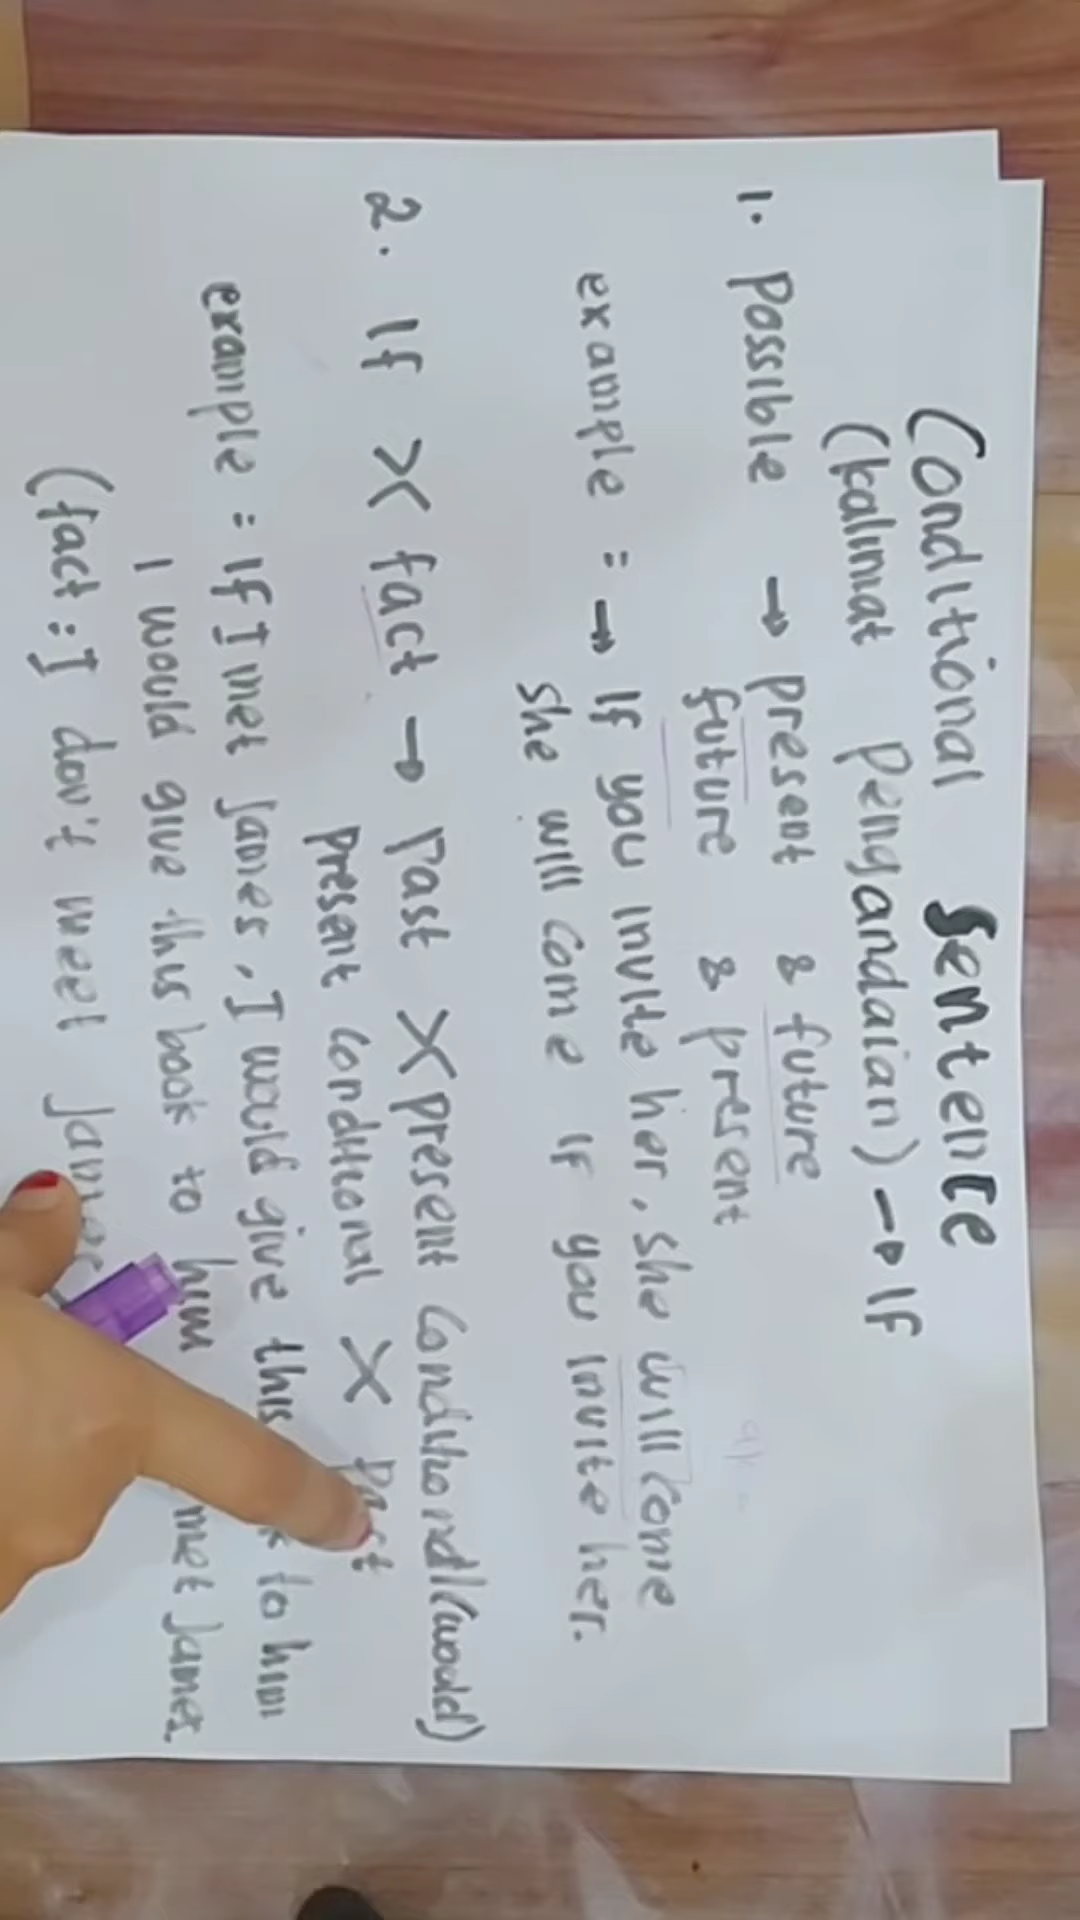 Conditional Sentence
(kalimat pengandaian) → If
1. Possible → present & future
future & present
example = → If you invite her, she will come
she will come if you invite her.
2. If >< fact → past X present conditional (would)
present conditional X past
example = If I met James, I would give this to him
I would give this book to him met James.
(fact : I don't meet James